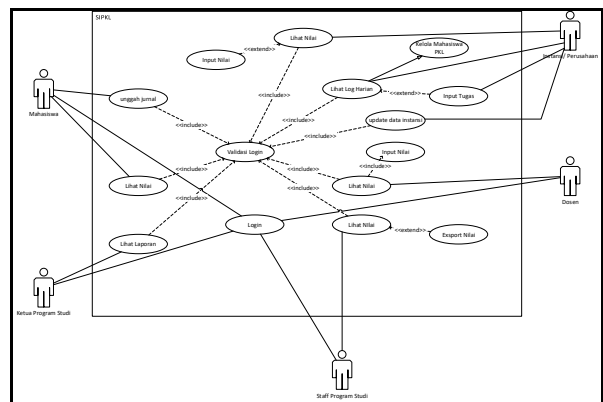 SIPKL
Lihat Nilai
<<extend>>
Input Nilai
Kelola Mahasiswa
PKL
Instansi / Perusahaan
Lihat Log Harian
<<extend>>
Input Tugas
Mahasiswa
unggah jurnal
<<include>>
<<include>>
<<include>>
update data instansi
<<include>>
Validasi Login
Input Nilai
<<include>>
<<include>>
<<include>>
Lihat Nilai
Lihat Nilai
<<include>>
<<include>>
Dosen
Login
Lihat Nilai
<<extend>>
Exsport Nilai
Lihat Laporan
Ketua Program Studi
Staff Program Studi